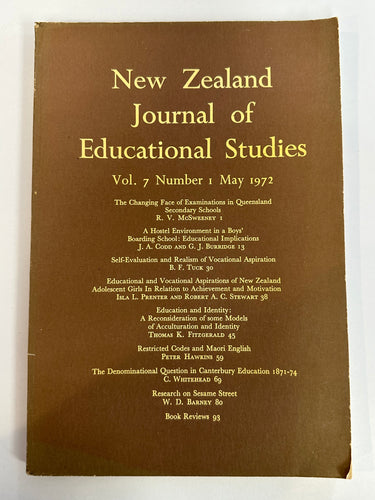 New Zealand
Journal of
Educational Studies
Vol. 7 Number 1 May 1972
The Changing Face of Examinations in Queensland
Secondary Schools
R. V. McSweeney 1
A Hostel Environment in a Boys'
Boarding School: Educational Implications
J. A. Codd and G. J. Burridge 13
Self-Evaluation and Realism of Vocational Aspiration
B. F. Tuck 30
Educational and Vocational Aspirations of New Zealand
Adolescent Girls In Relation to Achievement and Motivation
Isla L. Prenter and Robert A. C. Stewart 38
Education and Identity:
A Reconsideration of some Models
of Acculturation and Identity
Thomas K. Fitzgerald 45
Restricted Codes and Maori English
Peter Hawkins 59
The Denominational Question in Canterbury Education 1871-74
C. Whitehead 69
Research on Sesame Street
W. D. Barney 80
Book Reviews 93